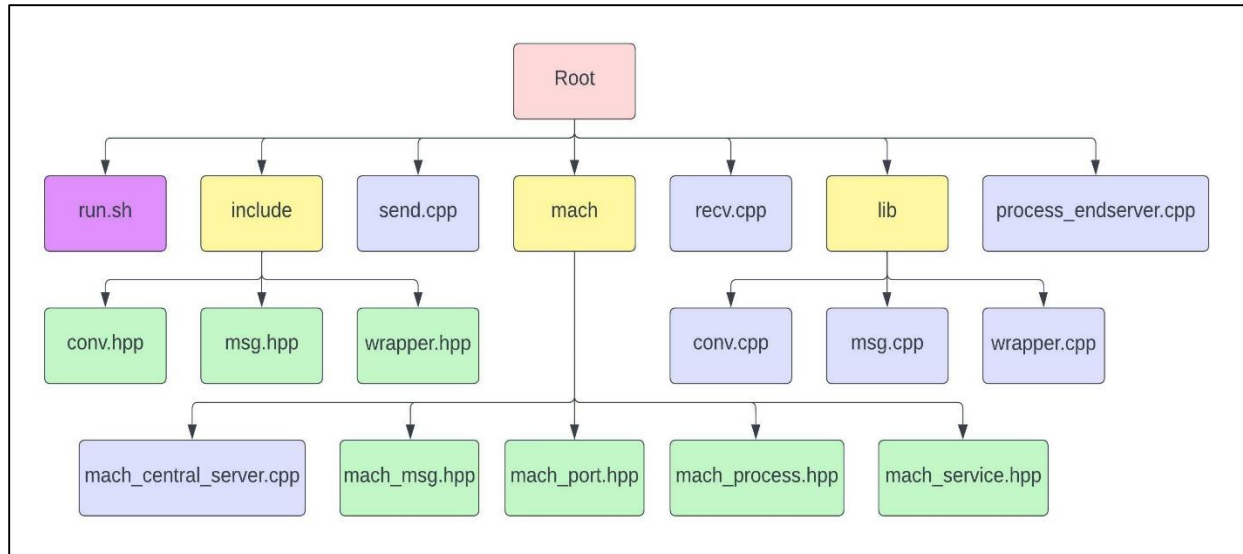 Root
run.sh
include
send.cpp
mach
recv.cpp
lib
process_endserver.cpp
conv.hpp
msg.hpp
wrapper.hpp
conv.cpp
msg.cpp
wrapper.cpp
mach_central_server.cpp
mach_msg.hpp
mach_port.hpp
mach_process.hpp
mach_service.hpp